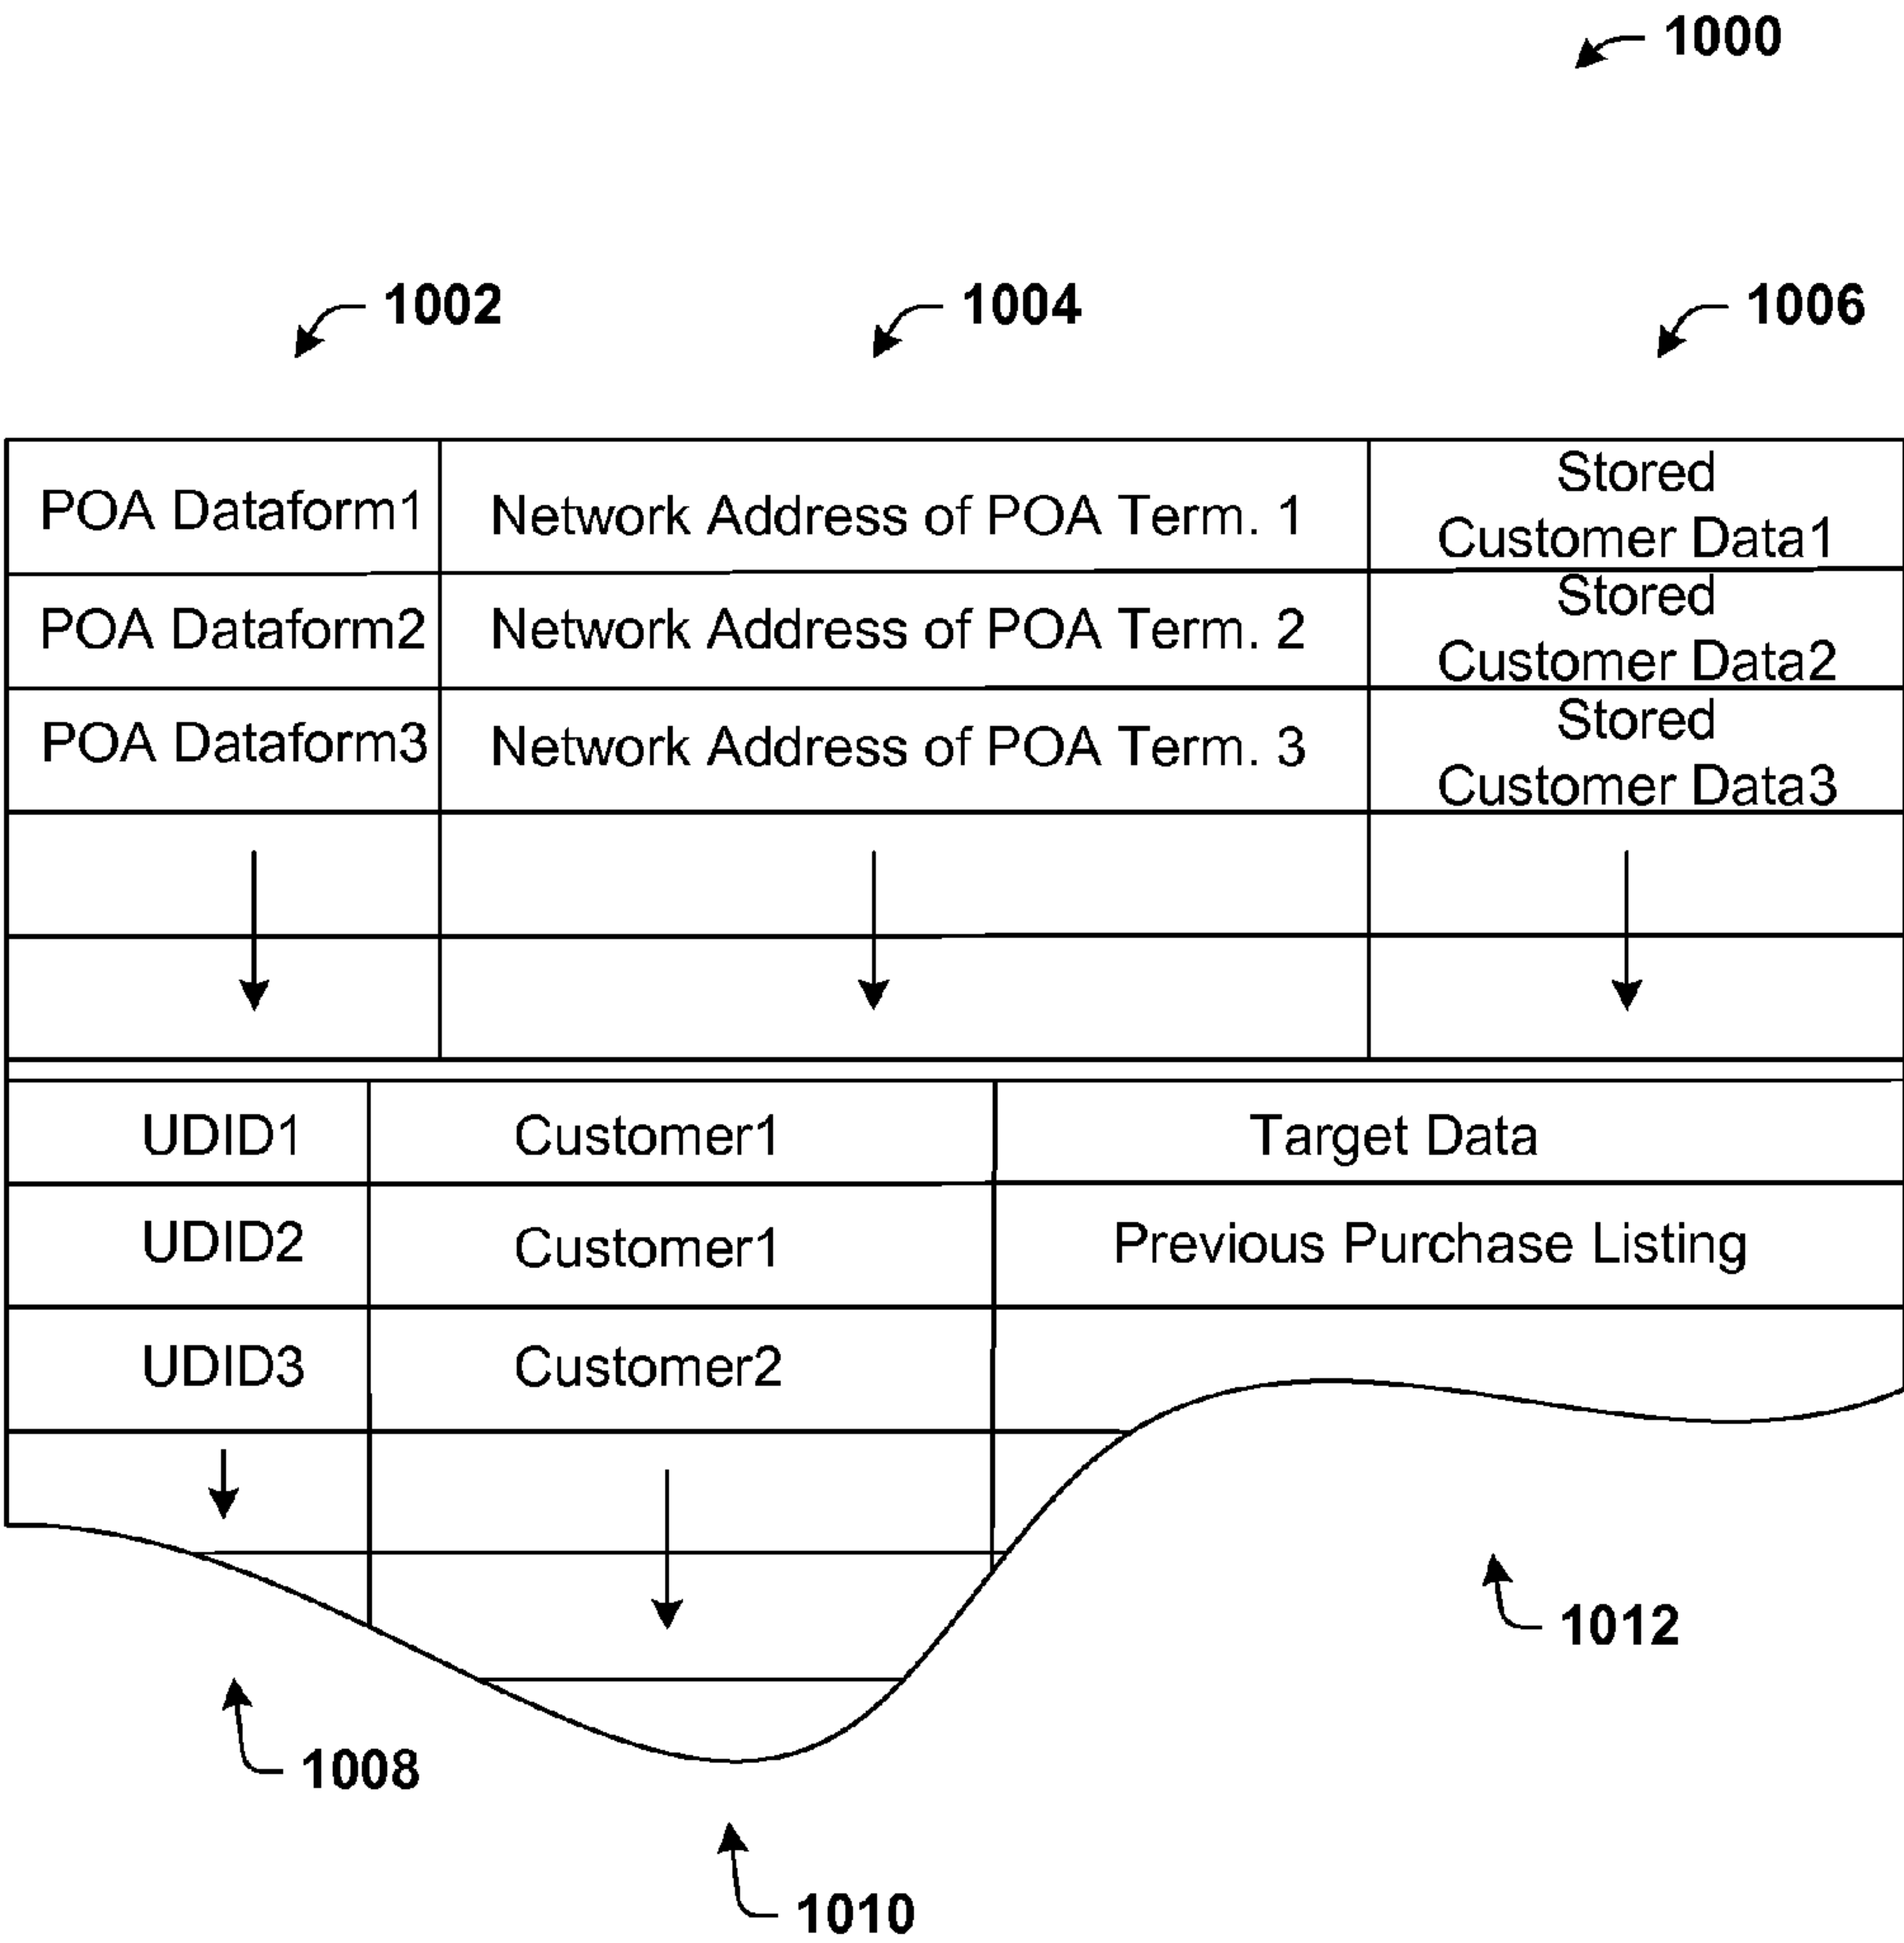 1000
1002
1004
1006
POA Dataform1
Network Address of POA Term. 1
Stored
Customer Data1
POA Dataform2
Network Address of POA Term. 2
Stored
Customer Data2
POA Dataform3
Network Address of POA Term. 3
Stored
Customer Data3
UDID1
Customer1
Target Data
UDID2
Customer1
Previous Purchase Listing
UDID3
Customer2
1012
1008
1010